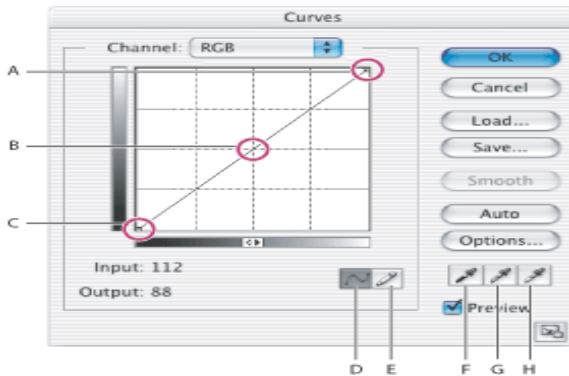 Curves
Channel: RGB
OK
Cancel
Load...
Save...
Smooth
Auto
Options...
Preview
Input: 112
Output: 88
A
B
C
D
E
F
G
H